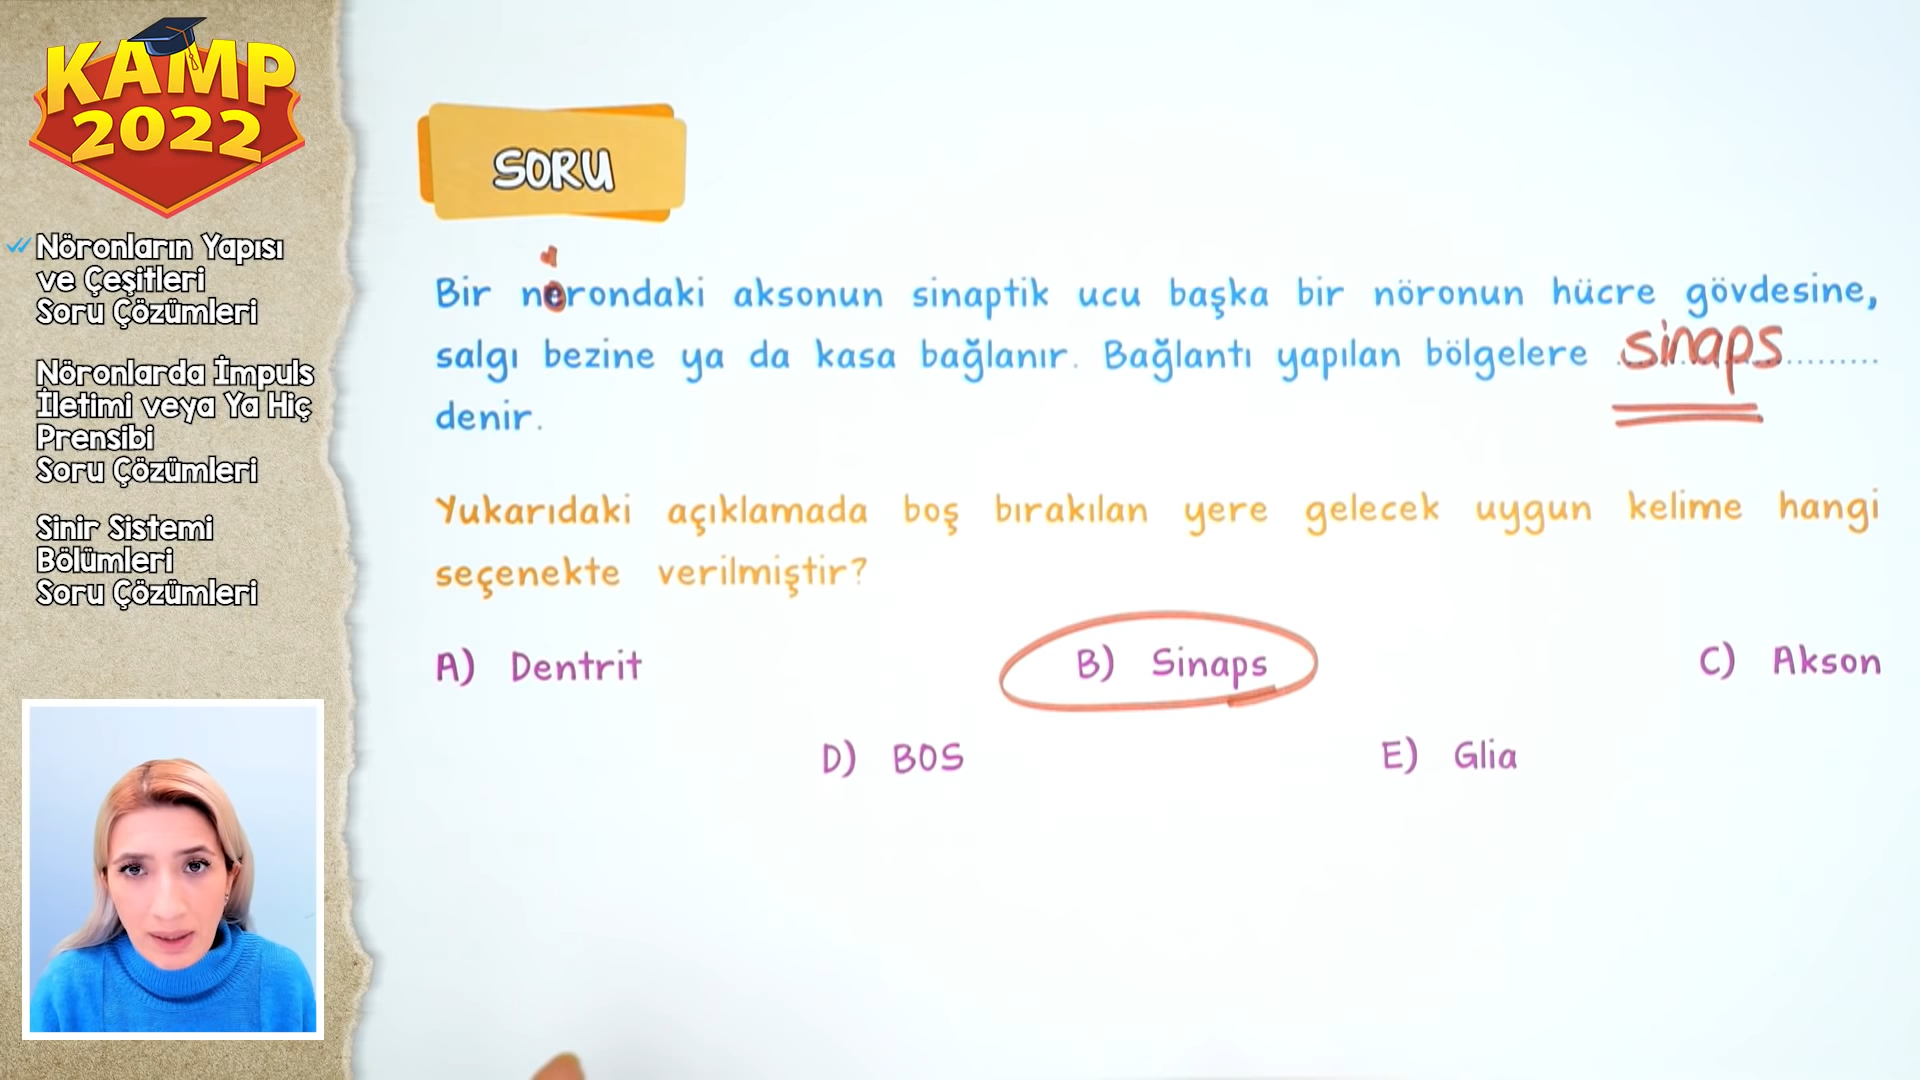 KAMP
2022
Nöronların Yapısı
ve Çeşitleri
Soru Çözümleri
Nöronlarda İmpuls
İletimi veya Ya Hiç
Prensibi
Soru Çözümleri
Sinir Sistemi
Bölümleri
Soru Çözümleri
SORU
Bir nörondaki aksonun sinaptik ucu başka bir nöronun hücre gövdesine,
salgı bezine ya da kasa bağlanır. Bağlantı yapılan bölgelere sinaps
denir.
Yukarıdaki açıklamada boş bırakılan yere gelecek uygun kelime hangi
seçenekte verilmiştir?
A) Dentrit B) Sinaps C) Akson
D) BOS E) Glia